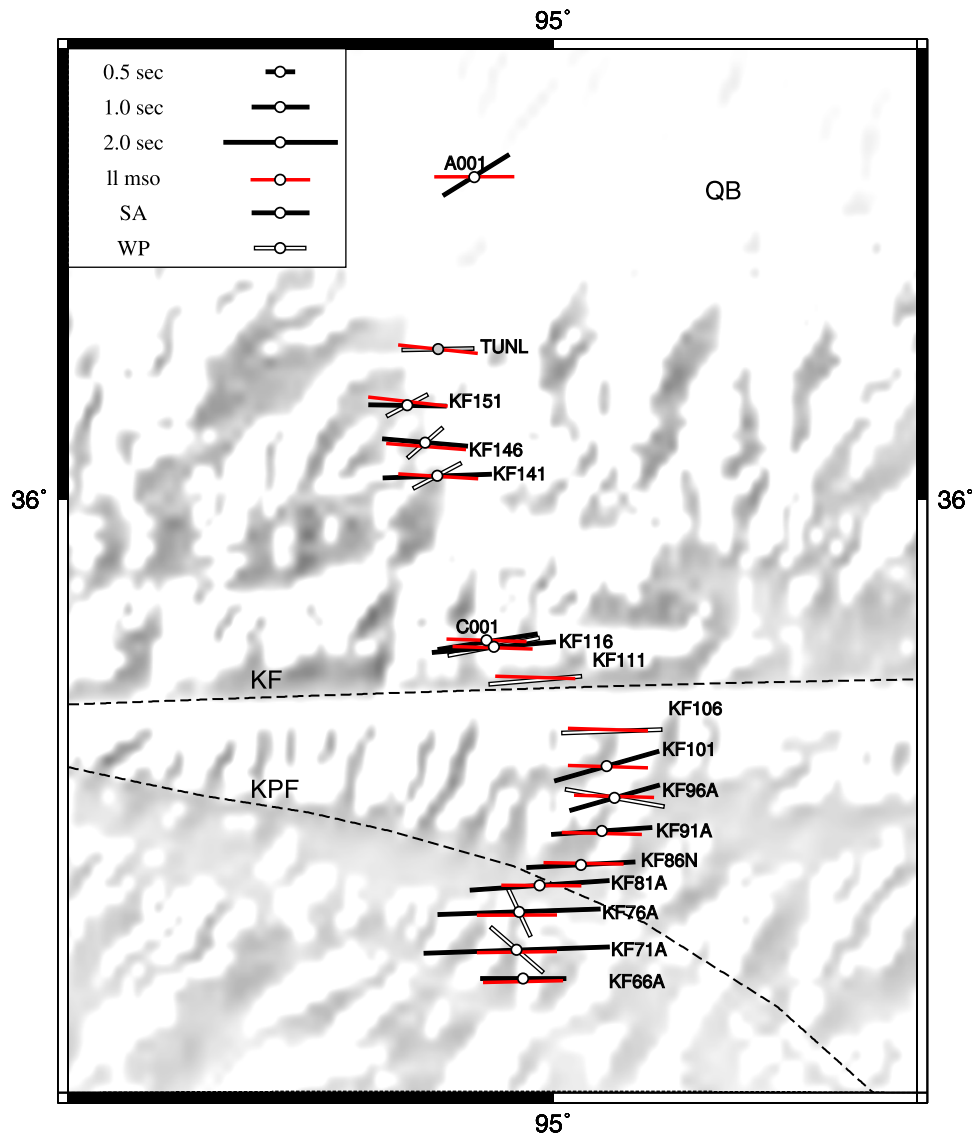 95°
0.5 sec
1.0 sec
2.0 sec
ll mso
SA
WP
A001
QB
TUNL
KF151
KF146
KF141
36°
36°
C001
KF116
KF111
KF
KF106
KF101
KPF
KF96A
KF91A
KF86N
KF81A
KF76A
KF71A
KF66A
95°